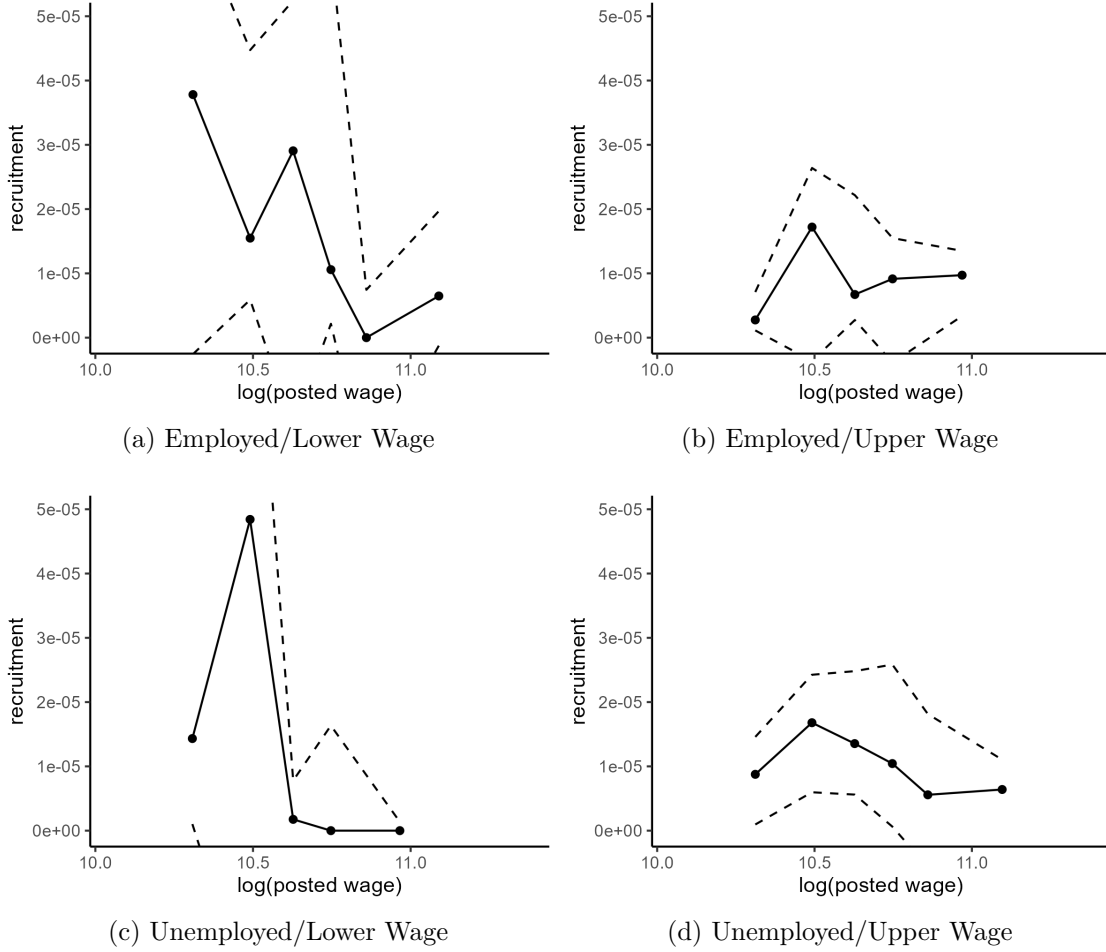 5e-05
4e-05
3e-05
2e-05
1e-05
0e+00
recruitment
10.0 10.5 11.0
log(posted wage)
(a) Employed/Lower Wage
5e-05
4e-05
3e-05
2e-05
1e-05
0e+00
recruitment
10.0 10.5 11.0
log(posted wage)
(b) Employed/Upper Wage
5e-05
4e-05
3e-05
2e-05
1e-05
0e+00
recruitment
10.0 10.5 11.0
log(posted wage)
(c) Unemployed/Lower Wage
5e-05
4e-05
3e-05
2e-05
1e-05
0e+00
recruitment
10.0 10.5 11.0
log(posted wage)
(d) Unemployed/Upper Wage